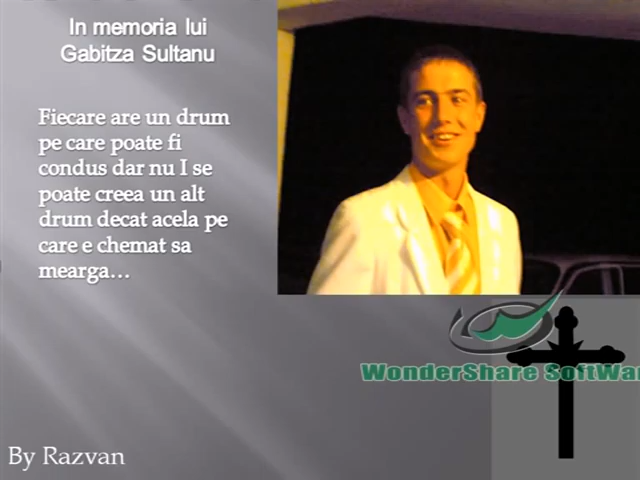 In memoria lui
Gabitza Sultanu
Fiecare are un drum
pe care poate fi
condus dar nu I se
poate creea un alt
drum decat acela pe
care e chemat sa
mearga…
WonderShare SoftWar
By Razvan